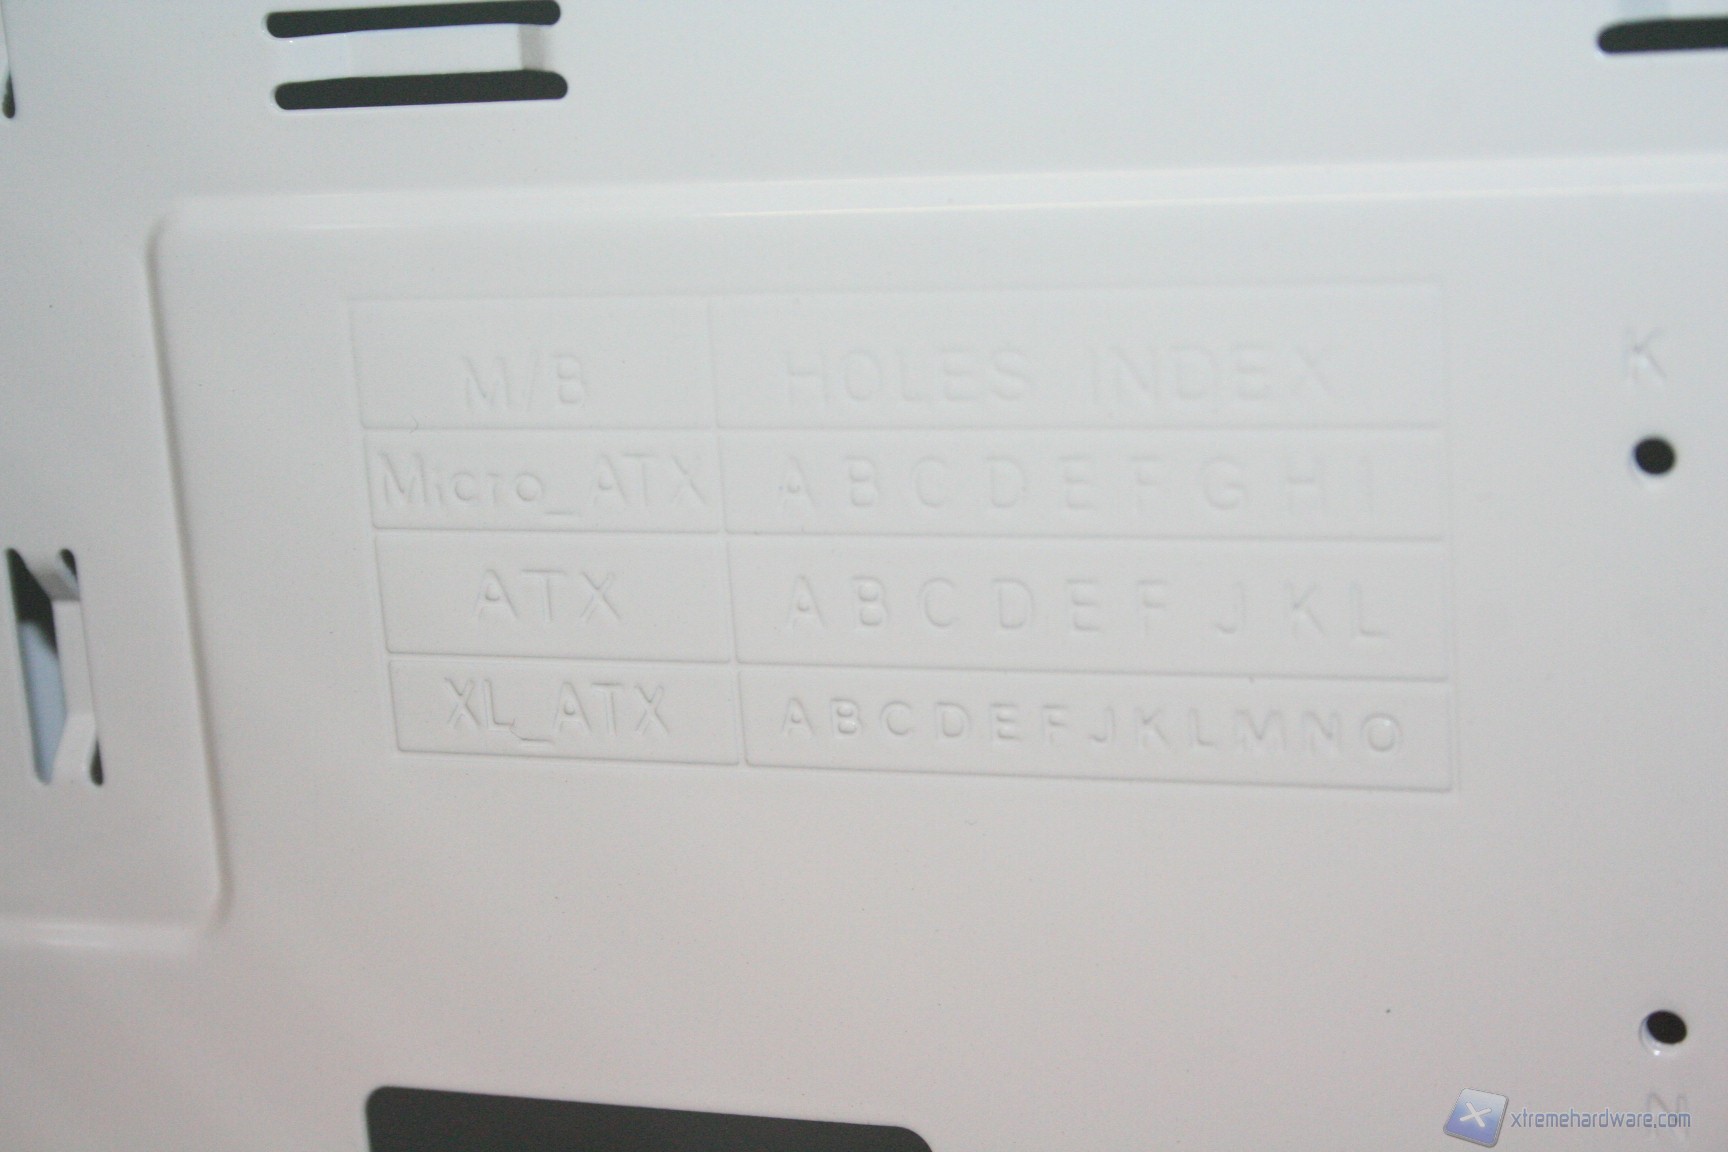 M/B HOLES INDEX
Micro_ATX A B C D E F G H I
ATX A B C D E F J K L
XL_ATX A B C D E F J K L M N O
K
N
xtremehardware.com